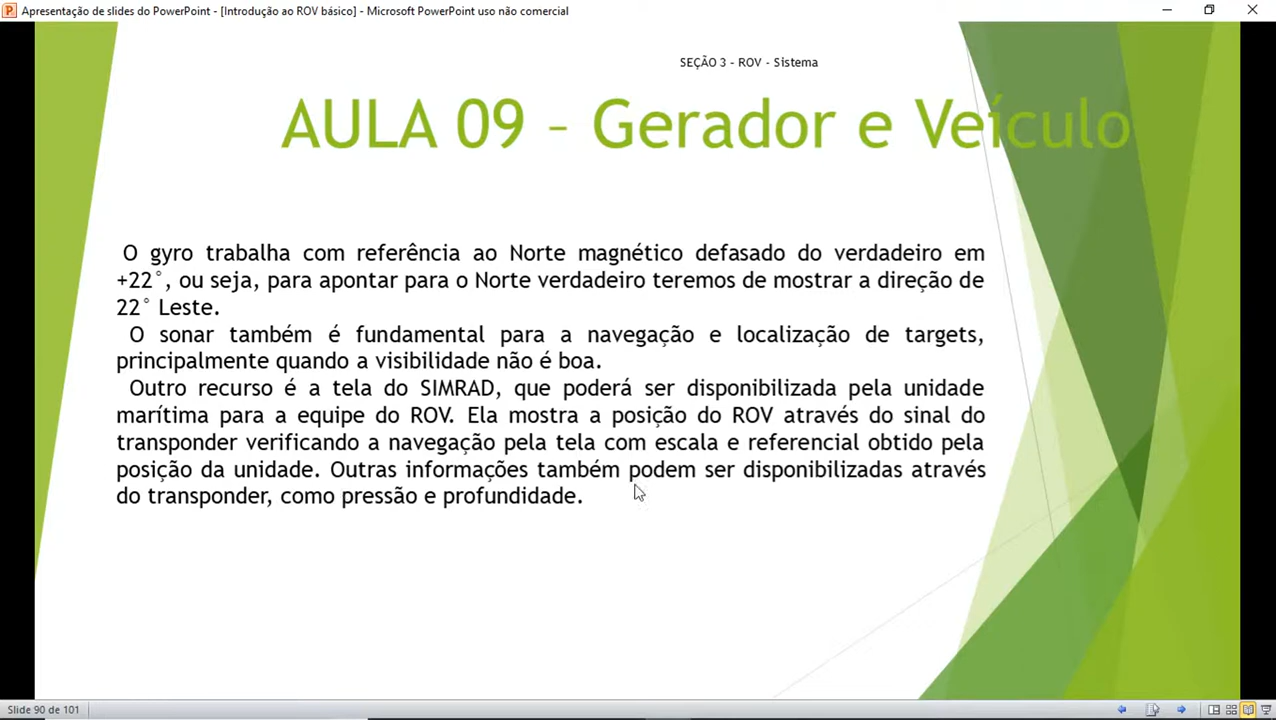 Apresentação de slides do PowerPoint - [Introdução ao ROV básico] - Microsoft PowerPoint uso não comercial
SEÇÃO 3 - ROV - Sistema
AULA 09 – Gerador e Veículo
O gyro trabalha com referência ao Norte magnético defasado do verdadeiro em
+22°, ou seja, para apontar para o Norte verdadeiro teremos de mostrar a direção de
22° Leste.
O sonar também é fundamental para a navegação e localização de targets,
principalmente quando a visibilidade não é boa.
Outro recurso é a tela do SIMRAD, que poderá ser disponibilizada pela unidade
marítima para a equipe do ROV. Ela mostra a posição do ROV através do sinal do
transponder verificando a navegação pela tela com escala e referencial obtido pela
posição da unidade. Outras informações também podem ser disponibilizadas através
do transponder, como pressão e profundidade.
Slide 90 de 101